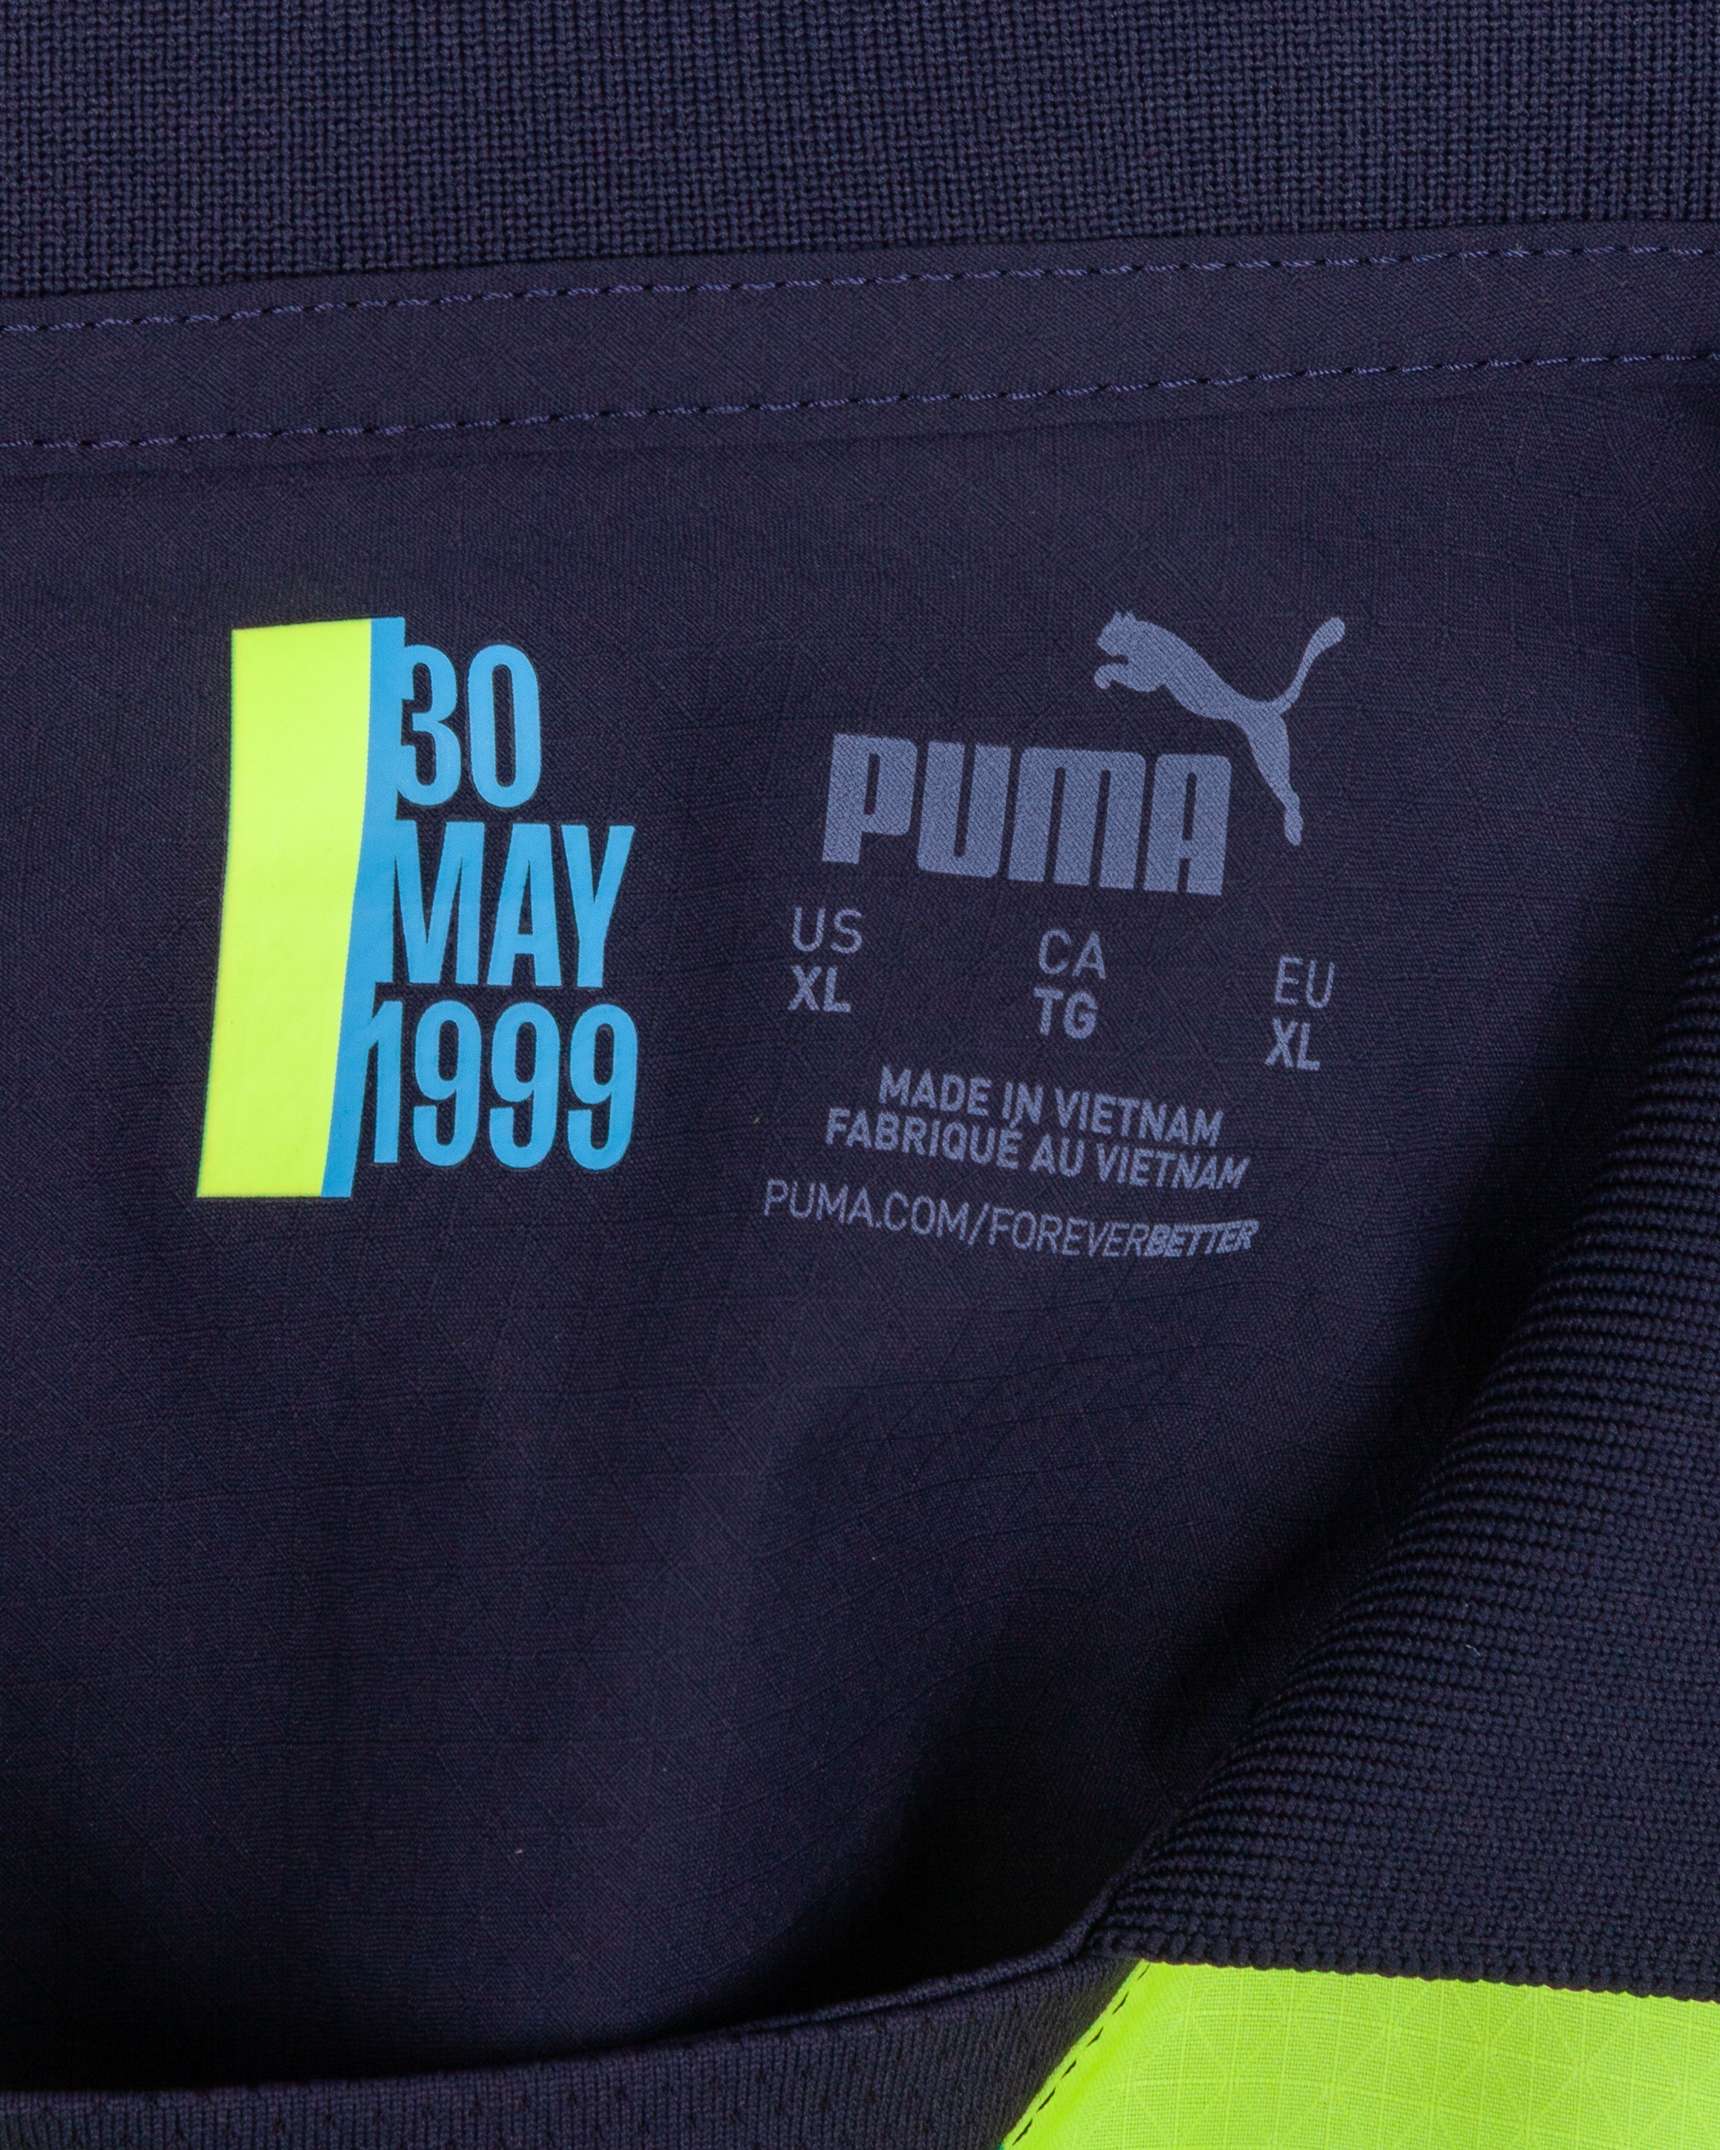 30
MAY
1999
PUMA
US CA EU
XL TG XL
MADE IN VIETNAM
FABRIQUÉ AU VIETNAM
PUMA.COM/FOREVERBETTER